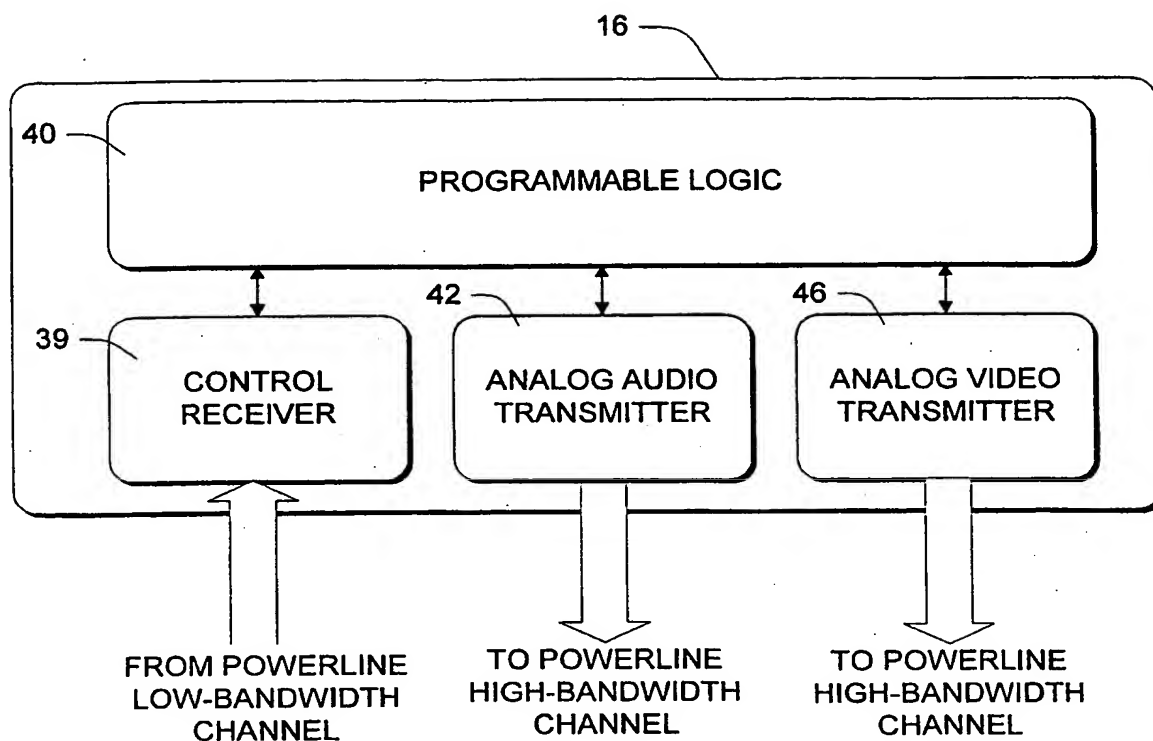 16
40
PROGRAMMABLE LOGIC
39
CONTROL
RECEIVER
42
ANALOG AUDIO
TRANSMITTER
46
ANALOG VIDEO
TRANSMITTER
FROM POWERLINE
LOW-BANDWIDTH
CHANNEL
TO POWERLINE
HIGH-BANDWIDTH
CHANNEL
TO POWERLINE
HIGH-BANDWIDTH
CHANNEL